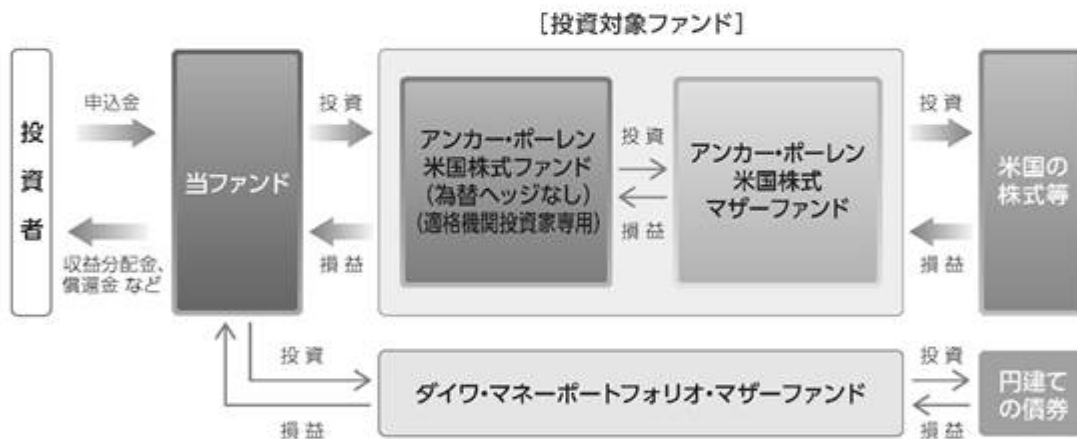 [投資対象ファンド]
投資者
申込金
収益分配金、
償還金 など
当ファンド
投資
損益
アンカー・ポーレン
米国株式ファンド
(為替ヘッジなし)
(適格機関投資家専用)
投資
損益
アンカー・ポーレン
米国株式
マザーファンド
投資
損益
米国の
株式等
投資
損益
ダイワ・マネーポートフォリオ・マザーファンド
投資
損益
円建て
の債券